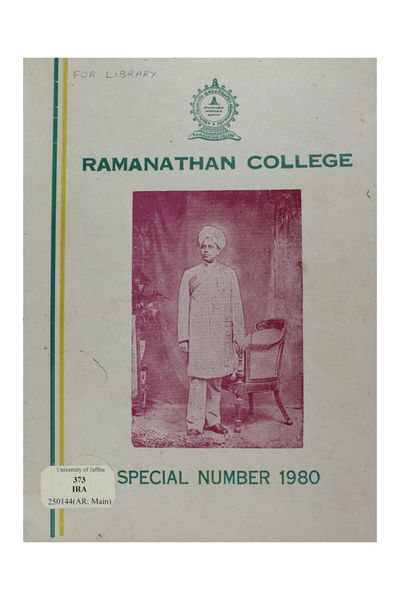 FOR LIBRARY
RAMANATHAN COLLEGE
University of Jaffna
373
IRA
250144(AR; Main)
SPECIAL NUMBER 1980